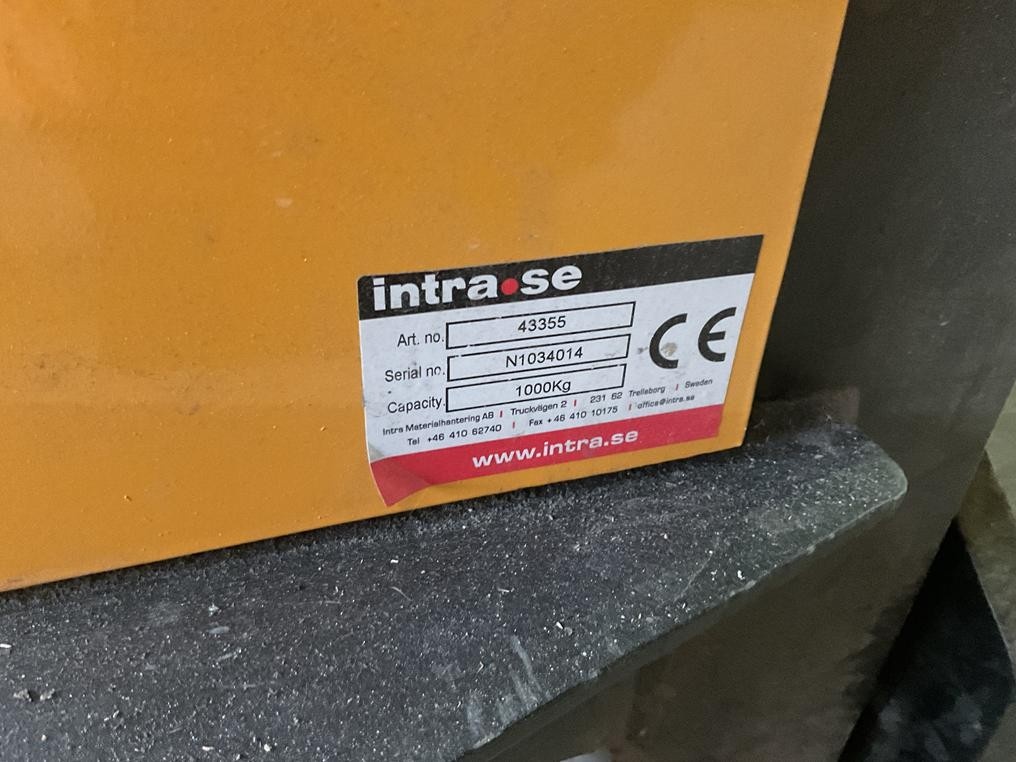 intra•se
Art. no. 43355
Serial no. N1034014
Capacity. 1000Kg
CE
Intra Materialhantering AB | Truckvägen 2 | 231 62 Trelleborg | Sweden
Tel +46 410 62740 | Fax +46 410 10175 | office@intra.se
www.intra.se